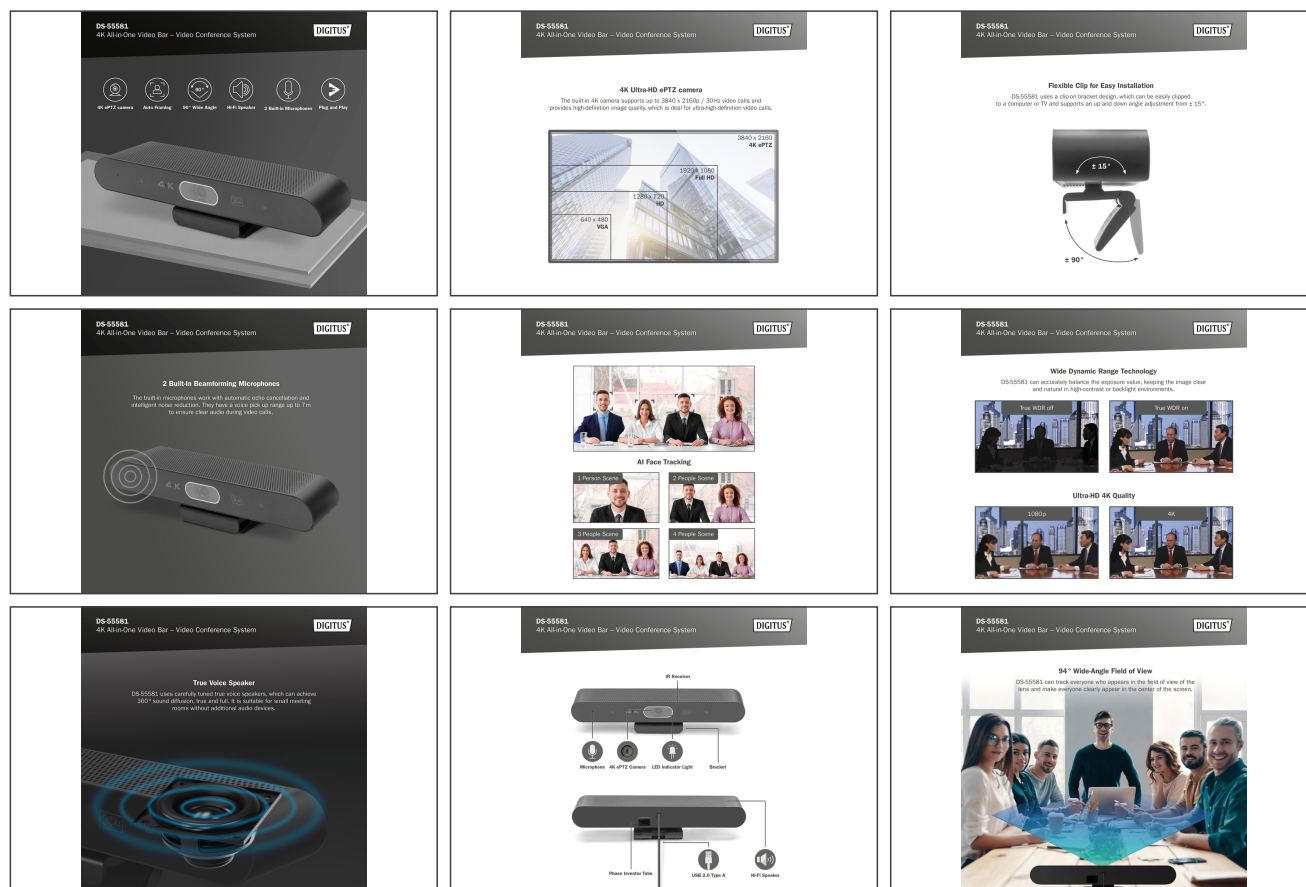 DS-55581
4K All-in-One Video Bar – Video Conference System
DIGITUS®
90°
4K ePTZ camera
Auto Framing
90° Wide Angle
Hi-Fi Speaker
2 Built-in Microphones
Plug and Play
4K
DS-55581
4K All-in-One Video Bar – Video Conference System
DIGITUS®
4K Ultra-HD ePTZ camera
The built-in 4K camera supports up to 3840 x 2160p / 30Hz video calls and
provides high-definition image quality, which is deal for ultra-high-definition video calls.
3840 x 2160
4K ePTZ
1920 x 1080
Full HD
1280 x 720
HD
640 x 480
VGA
DS-55581
4K All-in-One Video Bar – Video Conference System
DIGITUS®
Flexible Clip for Easy Installation
DS-55581 uses a clip-on bracket design, which can be easily clipped
to a computer or TV and supports an up and down angle adjustment from ± 15°.
± 15°
± 90°
DS-55581
4K All-in-One Video Bar – Video Conference System
DIGITUS®
2 Built-In Beamforming Microphones
The built-in microphones work with automatic echo cancellation and
intelligent noise reduction. They have a voice pick up range up to 7m
to ensure clear audio during video calls.
4K
DS-55581
4K All-in-One Video Bar – Video Conference System
DIGITUS®
AI Face Tracking
1 Person Scene
2 People Scene
3 People Scene
4 People Scene
DS-55581
4K All-in-One Video Bar – Video Conference System
DIGITUS®
Wide Dynamic Range Technology
DS-55581 can accurately balance the exposure value, keeping the image clear
and natural in high-contrast or backlight environments.
True WDR off
True WDR on
Ultra-HD 4K Quality
1080p
4K
DS-55581
4K All-in-One Video Bar – Video Conference System
DIGITUS®
True Voice Speaker
DS-55581 uses carefully tuned true voice speakers, which can achieve
360° sound diffusion, true and full. It is suitable for small meeting
rooms without additional audio devices.
DS-55581
4K All-in-One Video Bar – Video Conference System
DIGITUS®
IR Receiver
Microphone
4K ePTZ Camera
LED Indicator Light
Bracket
Phase Inventor Tube
USB 2.0 Type A
Hi-Fi Speaker
DS-55581
4K All-in-One Video Bar – Video Conference System
DIGITUS®
94° Wide-Angle Field of View
DS-55581 can track everyone who appears in the field of view of the
lens and make everyone clearly appear in the center of the screen.